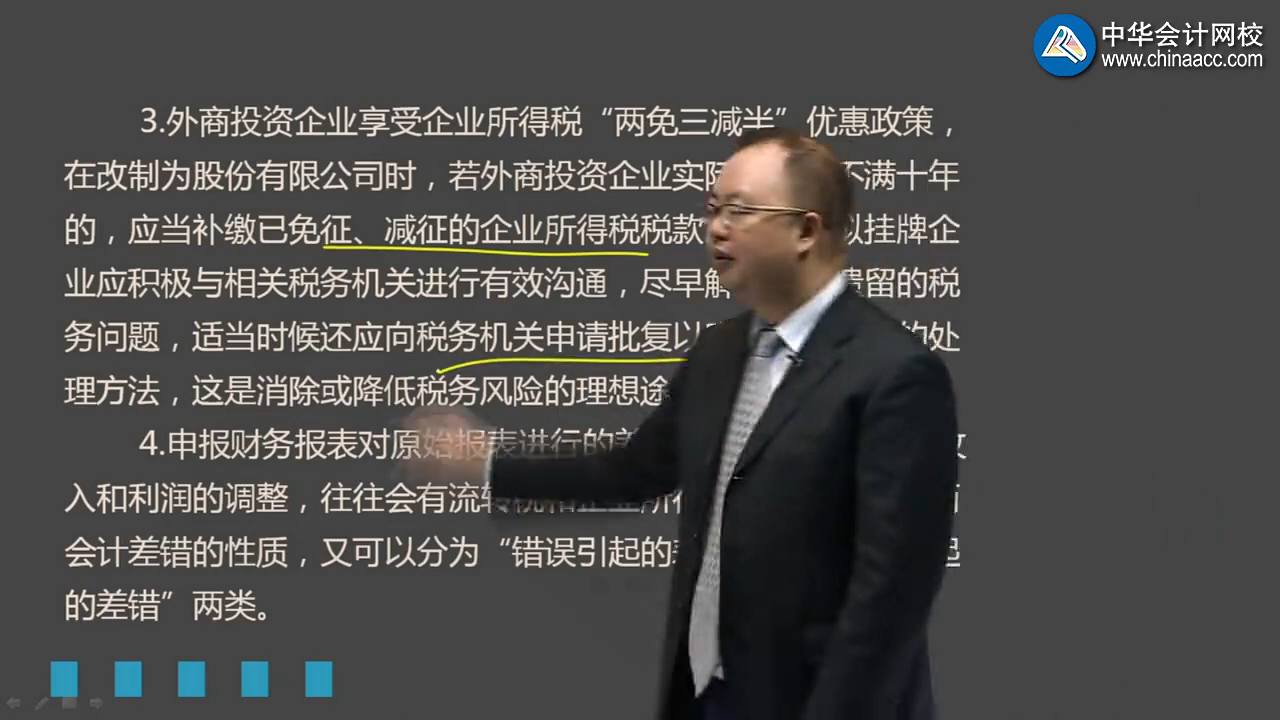 中华会计网校
www.chinaacc.com
3.外商投资企业享受企业所得税“两免三减半”优惠政策，
在改制为股份有限公司时，若外商投资企业实 不满十年
的，应当补缴已免征、减征的企业所得税税款 拟挂牌企
业应积极与相关税务机关进行有效沟通，尽早解 遗留的税
务问题，适当时候还应向税务机关申请批复以 的处
理方法，这是消除或降低税务风险的理想途
4.申报财务报表对原始报表进行的
入和利润的调整，往往会有流转税和企业所
会计差错的性质，又可以分为“错误引起的
的差错”两类。